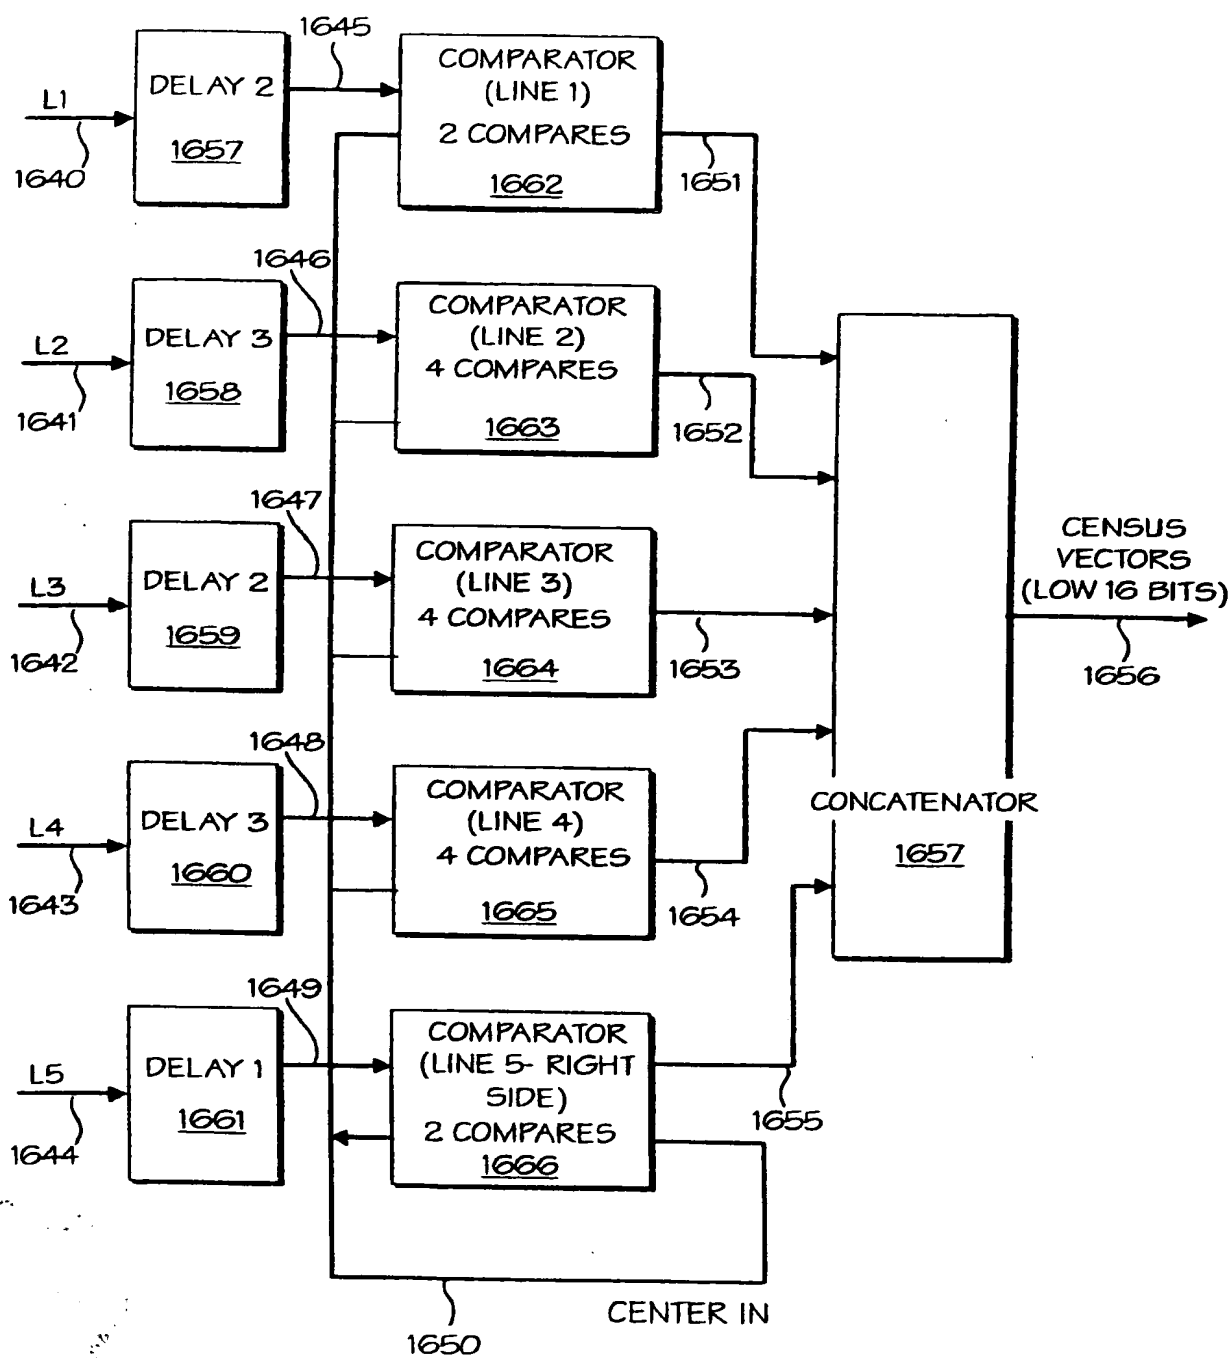 1645
L1
1640
DELAY 2
1657
COMPARATOR
(LINE 1)
2 COMPARES
1662
1651
1646
L2
1641
DELAY 3
1658
COMPARATOR
(LINE 2)
4 COMPARES
1663
1652
1647
L3
1642
DELAY 2
1659
COMPARATOR
(LINE 3)
4 COMPARES
1664
1653
1648
L4
1643
DELAY 3
1660
COMPARATOR
(LINE 4)
4 COMPARES
1665
1654
1649
L5
1644
DELAY 1
1661
COMPARATOR
(LINE 5- RIGHT
SIDE)
2 COMPARES
1666
1655
CONCATENATOR
1657
CENSUS
VECTORS
(LOW 16 BITS)
1656
CENTER IN
1650